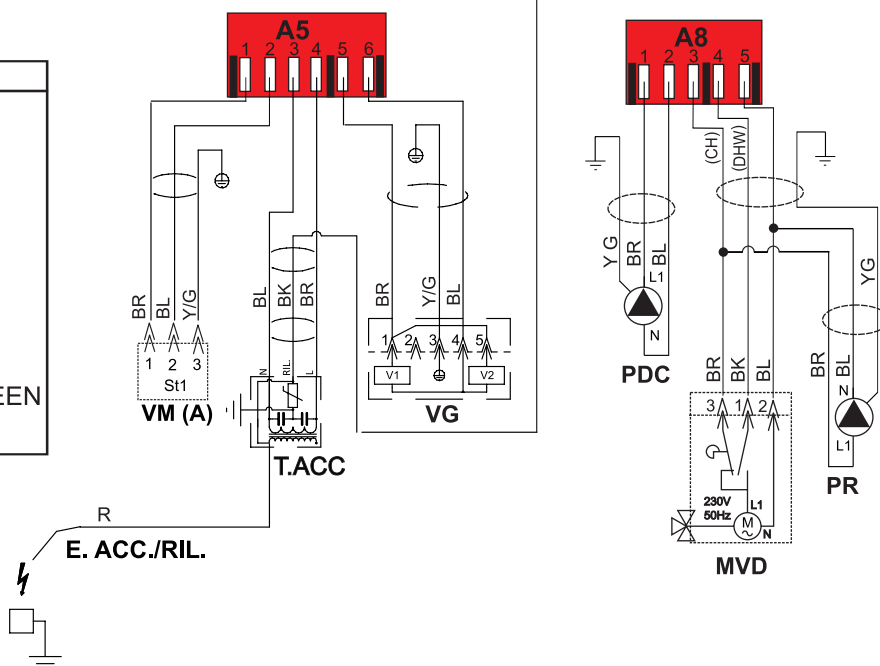 A5
1 2 3 4 5 6
A8
1 2 3 4 5
(CH)
(DHW)
BR
BL
Y/G
BL
BK
BR
BR
Y/G
BL
Y G
BR
BL
YG
L1
N
PDC
1 2 3
St1
VM (A)
N
RIL.
L
T.ACC
1 2 3 4 5
V1
V2
VG
BR
BK
BL
BR
BL
3 1 2
N
L1
PR
230V
50Hz
L1
M
~
N
MVD
EEN
R
E. ACC./RIL.